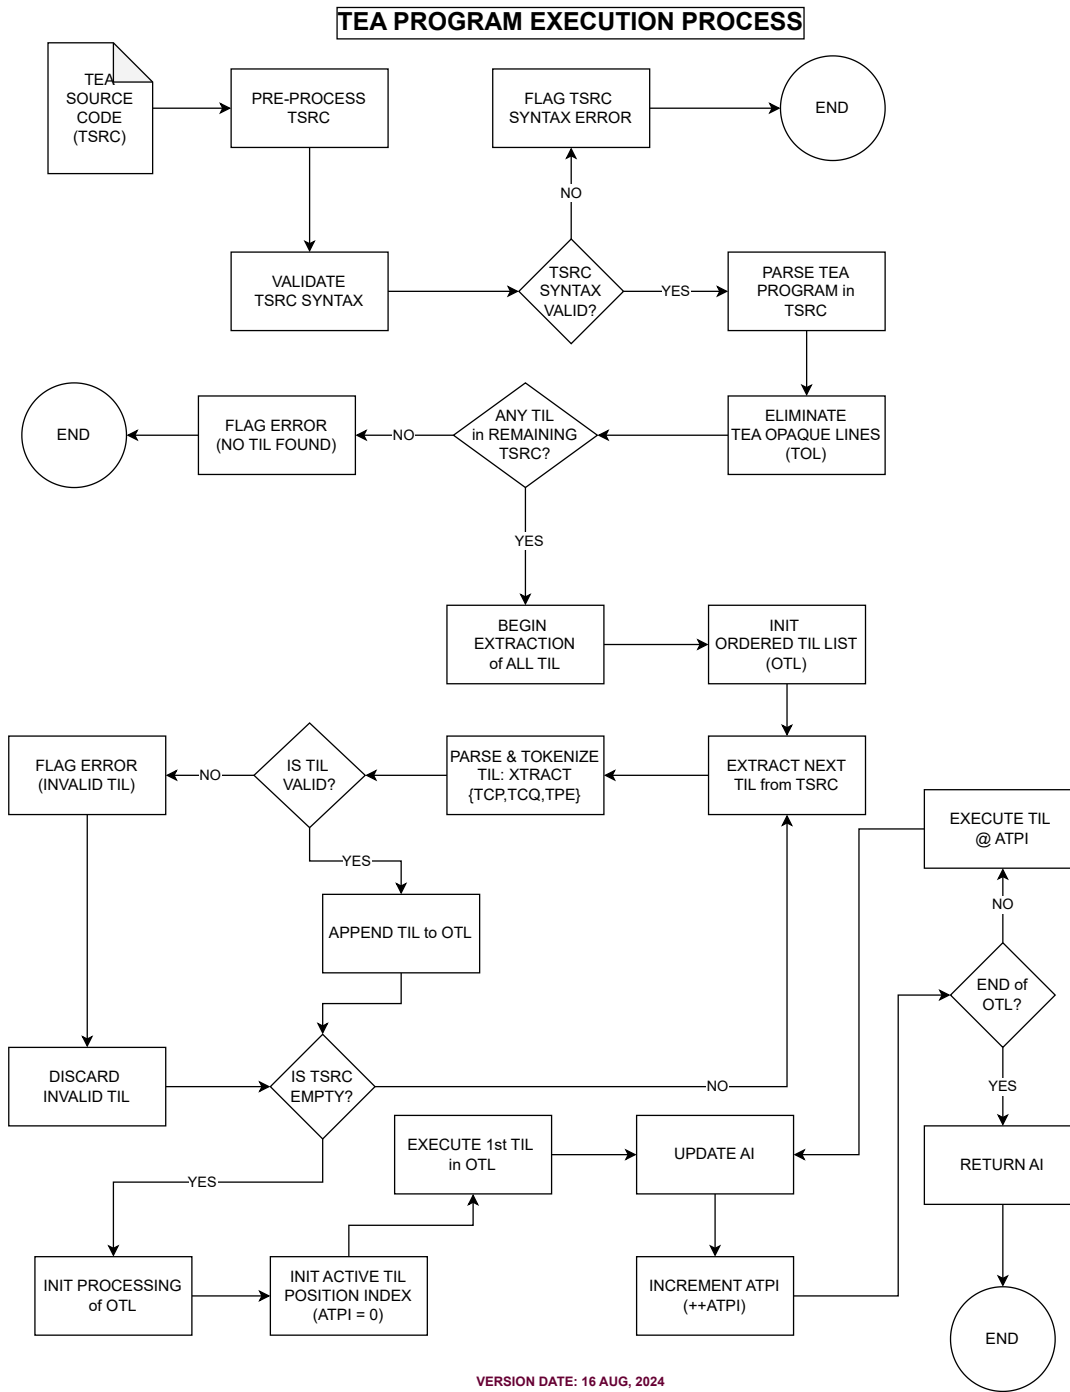 TEA PROGRAM EXECUTION PROCESS
TEA
SOURCE
CODE
(TSRC)
PRE-PROCESS
TSRC
FLAG TSRC
SYNTAX ERROR
END
NO
VALIDATE
TSRC SYNTAX
TSRC
SYNTAX
VALID?
YES
PARSE TEA
PROGRAM in
TSRC
END
FLAG ERROR
(NO TIL FOUND)
NO
ANY TIL
in REMAINING
TSRC?
ELIMINATE
TEA OPAQUE LINES
(TOL)
YES
BEGIN
EXTRACTION
of ALL TIL
INIT
ORDERED TIL LIST
(OTL)
FLAG ERROR
(INVALID TIL)
NO
IS TIL
VALID?
PARSE & TOKENIZE
TIL: XTRACT
{TCP,TCQ,TPE}
EXTRACT NEXT
TIL from TSRC
EXECUTE TIL
@ ATPI
YES
NO
APPEND TIL to OTL
END of
OTL?
DISCARD
INVALID TIL
IS TSRC
EMPTY?
NO
YES
EXECUTE 1st TIL
in OTL
UPDATE AI
RETURN AI
YES
INIT PROCESSING
of OTL
INIT ACTIVE TIL
POSITION INDEX
(ATPI = 0)
INCREMENT ATPI
(++ATPI)
END
VERSION DATE: 16 AUG, 2024